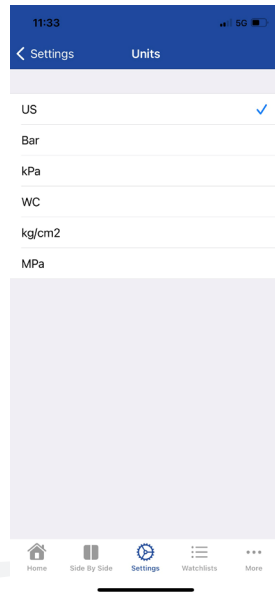 11:33 5G
Settings Units
US
Bar
kPa
WC
kg/cm2
MPa
Home Side By Side Settings Watchlists More